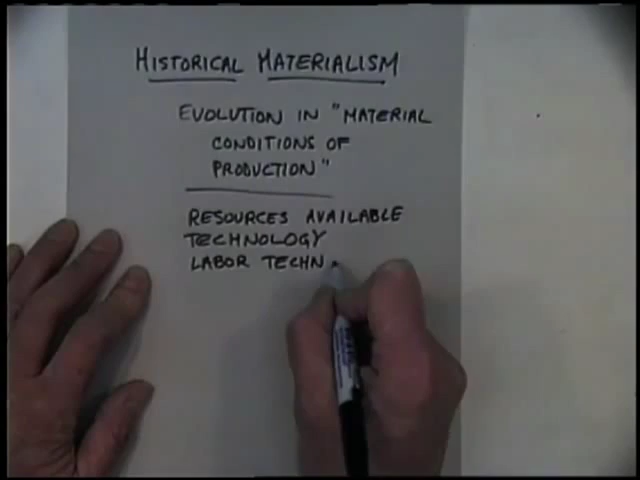 HISTORICAL MATERIALISM
EVOLUTION IN "MATERIAL
CONDITIONS OF
PRODUCTION"
RESOURCES AVAILABLE
TECHNOLOGY
LABOR TECHN